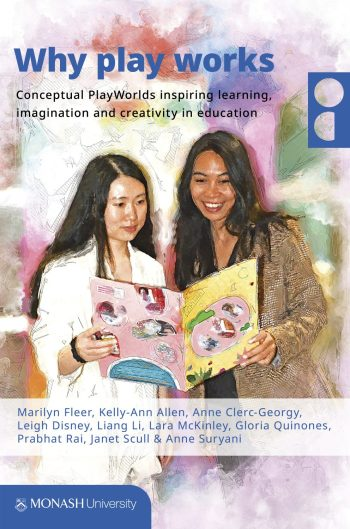 Why play works
Conceptual PlayWorlds inspiring learning,
imagination and creativity in education
Marilyn Fleer, Kelly-Ann Allen, Anne Clerc-Georgy,
Leigh Disney, Liang Li, Lara McKinley, Gloria Quinones,
Prabhat Rai, Janet Scull & Anne Suryani
MONASH University